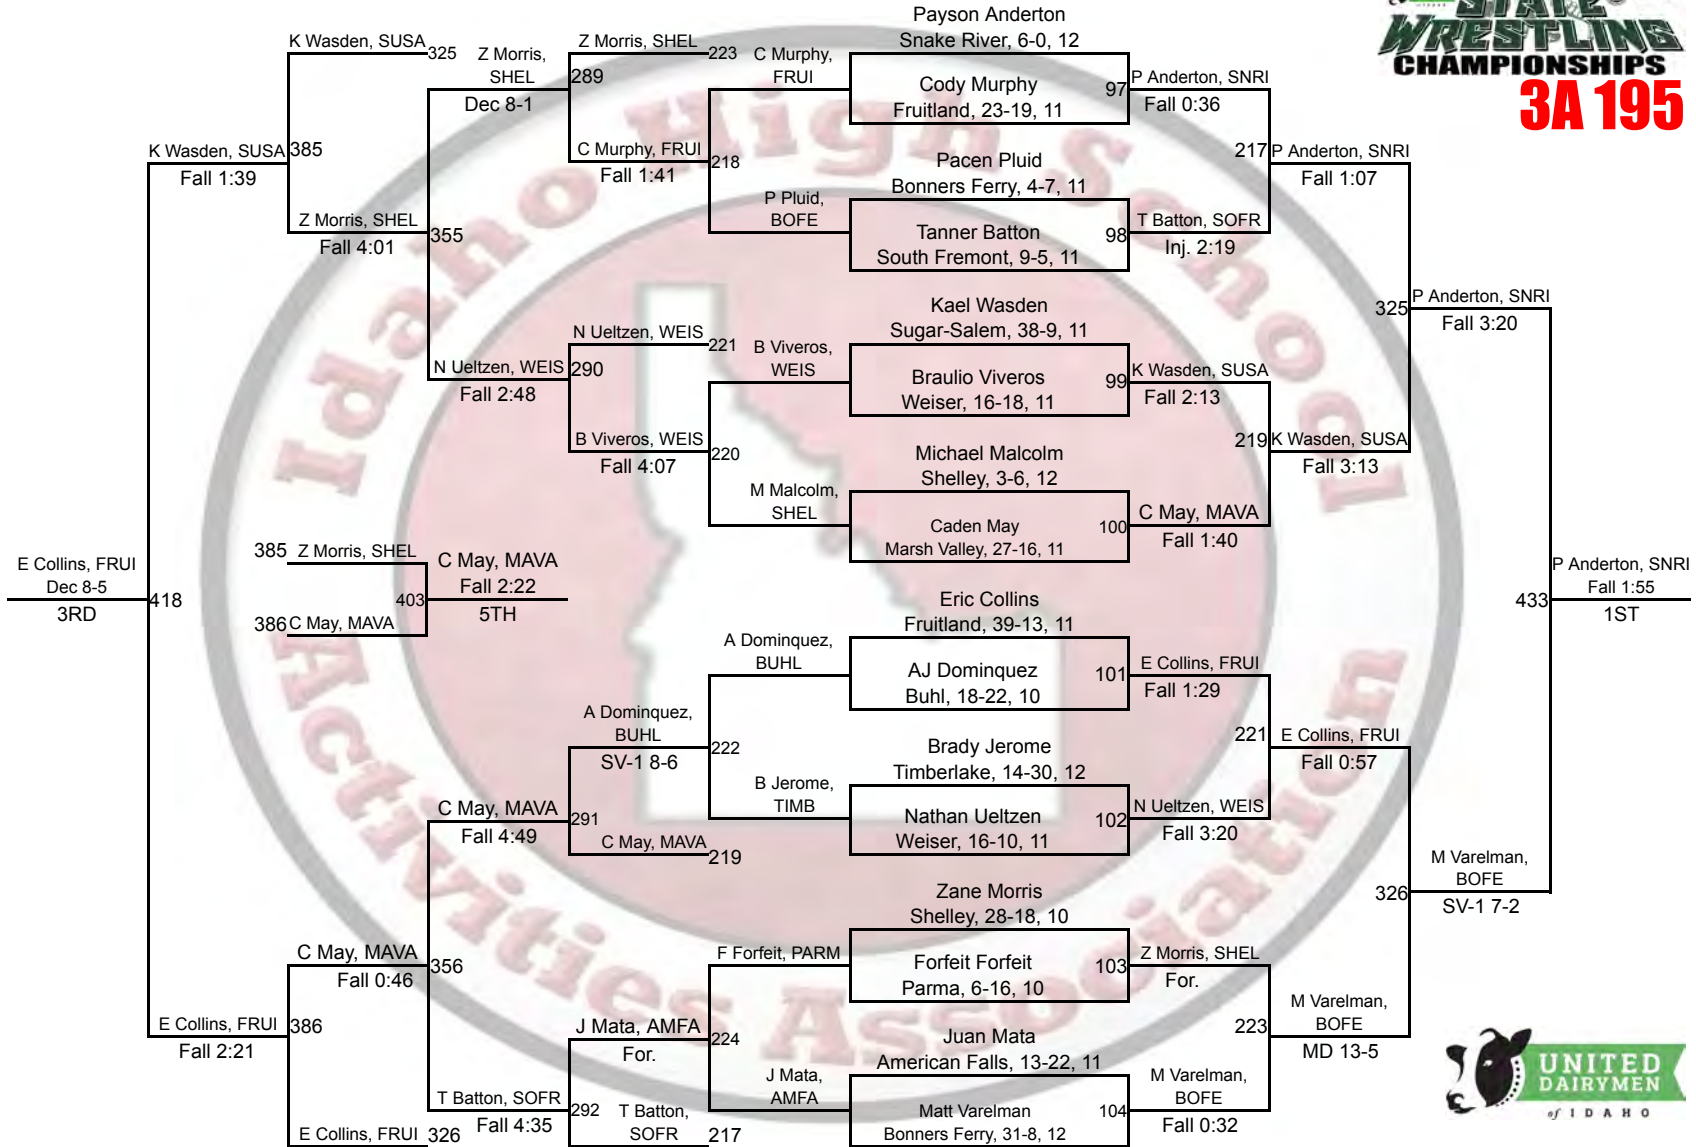 STATE
WRESTLING
CHAMPIONSHIPS
3A 195
Idaho High School
Activities Association
K Wasden, SUSA
325
Z Morris,
SHEL
Dec 8-1
Z Morris, SHEL
223
289
C Murphy, FRUI
Fall 1:41
218
C Murphy,
FRUI
P Pluid,
BOFE
K Wasden, SUSA
Fall 1:39
385
Z Morris, SHEL
Fall 4:01
355
N Ueltzen, WEIS
221
N Ueltzen, WEIS
Fall 2:48
290
B Viveros, WEIS
Fall 4:07
220
B Viveros,
WEIS
M Malcolm,
SHEL
Payson Anderton
Snake River, 6-0, 12
Cody Murphy
Fruitland, 23-19, 11
97
P Anderton, SNRI
Fall 0:36
Pacen Pluid
Bonners Ferry, 4-7, 11
Tanner Batton
South Fremont, 9-5, 11
98
T Batton, SOFR
Inj. 2:19
217
P Anderton, SNRI
Fall 1:07
Kael Wasden
Sugar-Salem, 38-9, 11
Braulio Viveros
Weiser, 16-18, 11
99
K Wasden, SUSA
Fall 2:13
Michael Malcolm
Shelley, 3-6, 12
Caden May
Marsh Valley, 27-16, 11
100
C May, MAVA
Fall 1:40
219
K Wasden, SUSA
Fall 3:13
325
P Anderton, SNRI
Fall 3:20
E Collins, FRUI
Dec 8-5
3RD
418
385
Z Morris, SHEL
386
C May, MAVA
403
C May, MAVA
Fall 2:22
5TH
433
P Anderton, SNRI
Fall 1:55
1ST
Eric Collins
Fruitland, 39-13, 11
AJ Dominquez
Buhl, 18-22, 10
101
E Collins, FRUI
Fall 1:29
Brady Jerome
Timberlake, 14-30, 12
Nathan Ueltzen
Weiser, 16-10, 11
102
N Ueltzen, WEIS
Fall 3:20
221
E Collins, FRUI
Fall 0:57
Zane Morris
Shelley, 28-18, 10
Forfeit Forfeit
Parma, 6-16, 10
103
Z Morris, SHEL
For.
Juan Mata
American Falls, 13-22, 11
Matt Varelman
Bonners Ferry, 31-8, 12
104
M Varelman,
BOFE
Fall 0:32
223
M Varelman,
BOFE
MD 13-5
326
M Varelman,
BOFE
SV-1 7-2
A Dominquez,
BUHL
B Jerome,
TIMB
A Dominquez,
BUHL
SV-1 8-6
222
C May, MAVA
Fall 4:49
291
C May, MAVA
219
F Forfeit, PARM
J Mata,
AMFA
C May, MAVA
Fall 0:46
356
J Mata, AMFA
For.
224
E Collins, FRUI
Fall 2:21
386
T Batton, SOFR
Fall 4:35
292
T Batton,
SOFR
217
E Collins, FRUI
326
UNITED
DAIRYMEN
of IDAHO